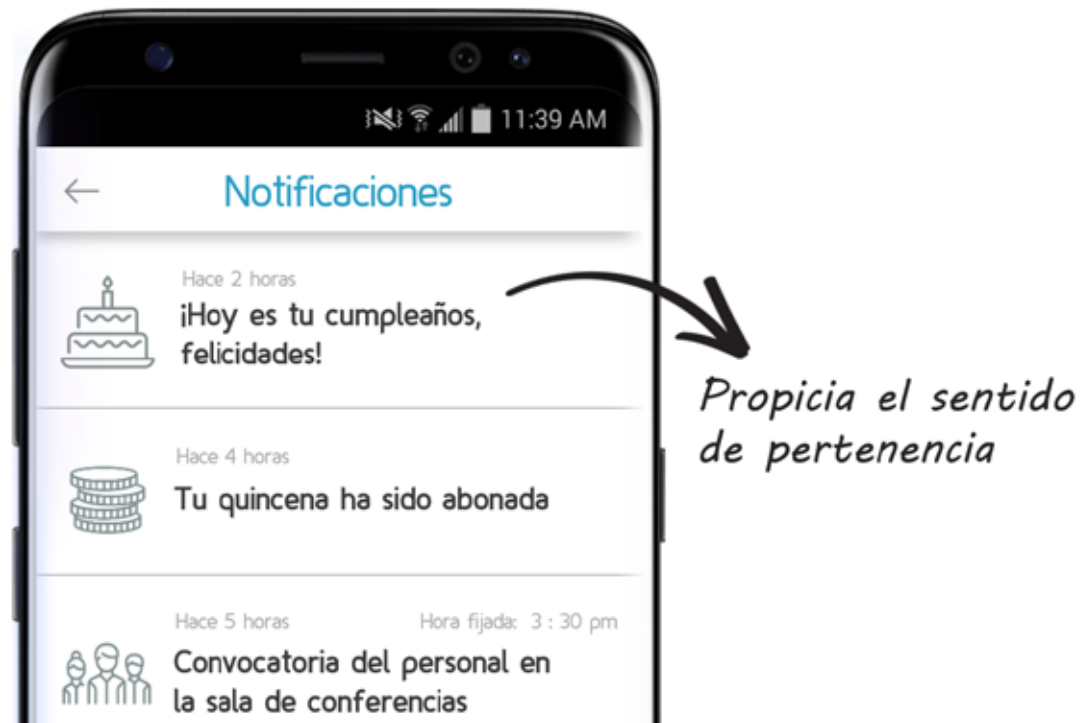 11:39 AM
Notificaciones
Hace 2 horas
¡Hoy es tu cumpleaños,
felicidades!
Propicia el sentido
de pertenencia
Hace 4 horas
Tu quincena ha sido abonada
Hace 5 horas Hora fijada: 3 : 30 pm
Convocatoria del personal en
la sala de conferencias